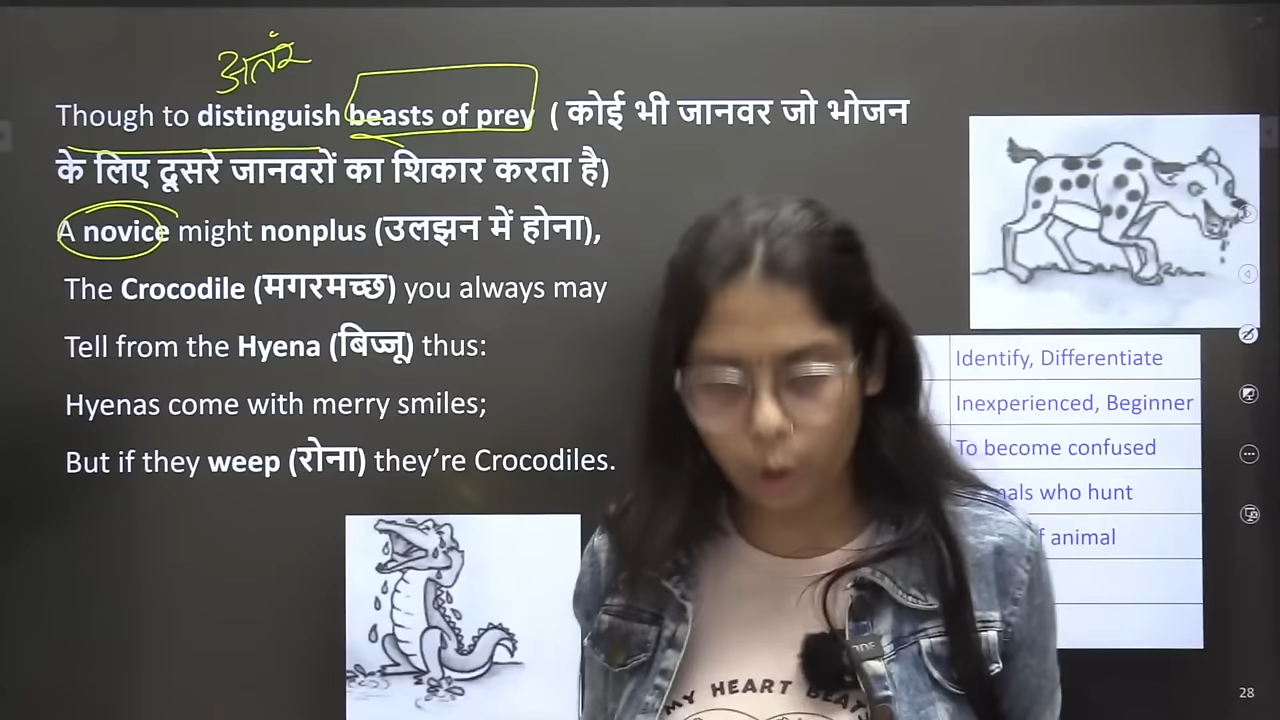 अतंर
Though to distinguish beasts of prey ( कोई भी जानवर जो भोजन
के लिए दूसरे जानवरों का शिकार करता है)
A novice might nonplus (उलझन में होना),
The Crocodile (मगरमच्छ) you always may
Tell from the Hyena (बिज्जू) thus:
Hyenas come with merry smiles;
But if they weep (रोना) they’re Crocodiles.
Identify, Differentiate
Inexperienced, Beginner
To become confused
who hunt
animal
MY HEART BEATS
28